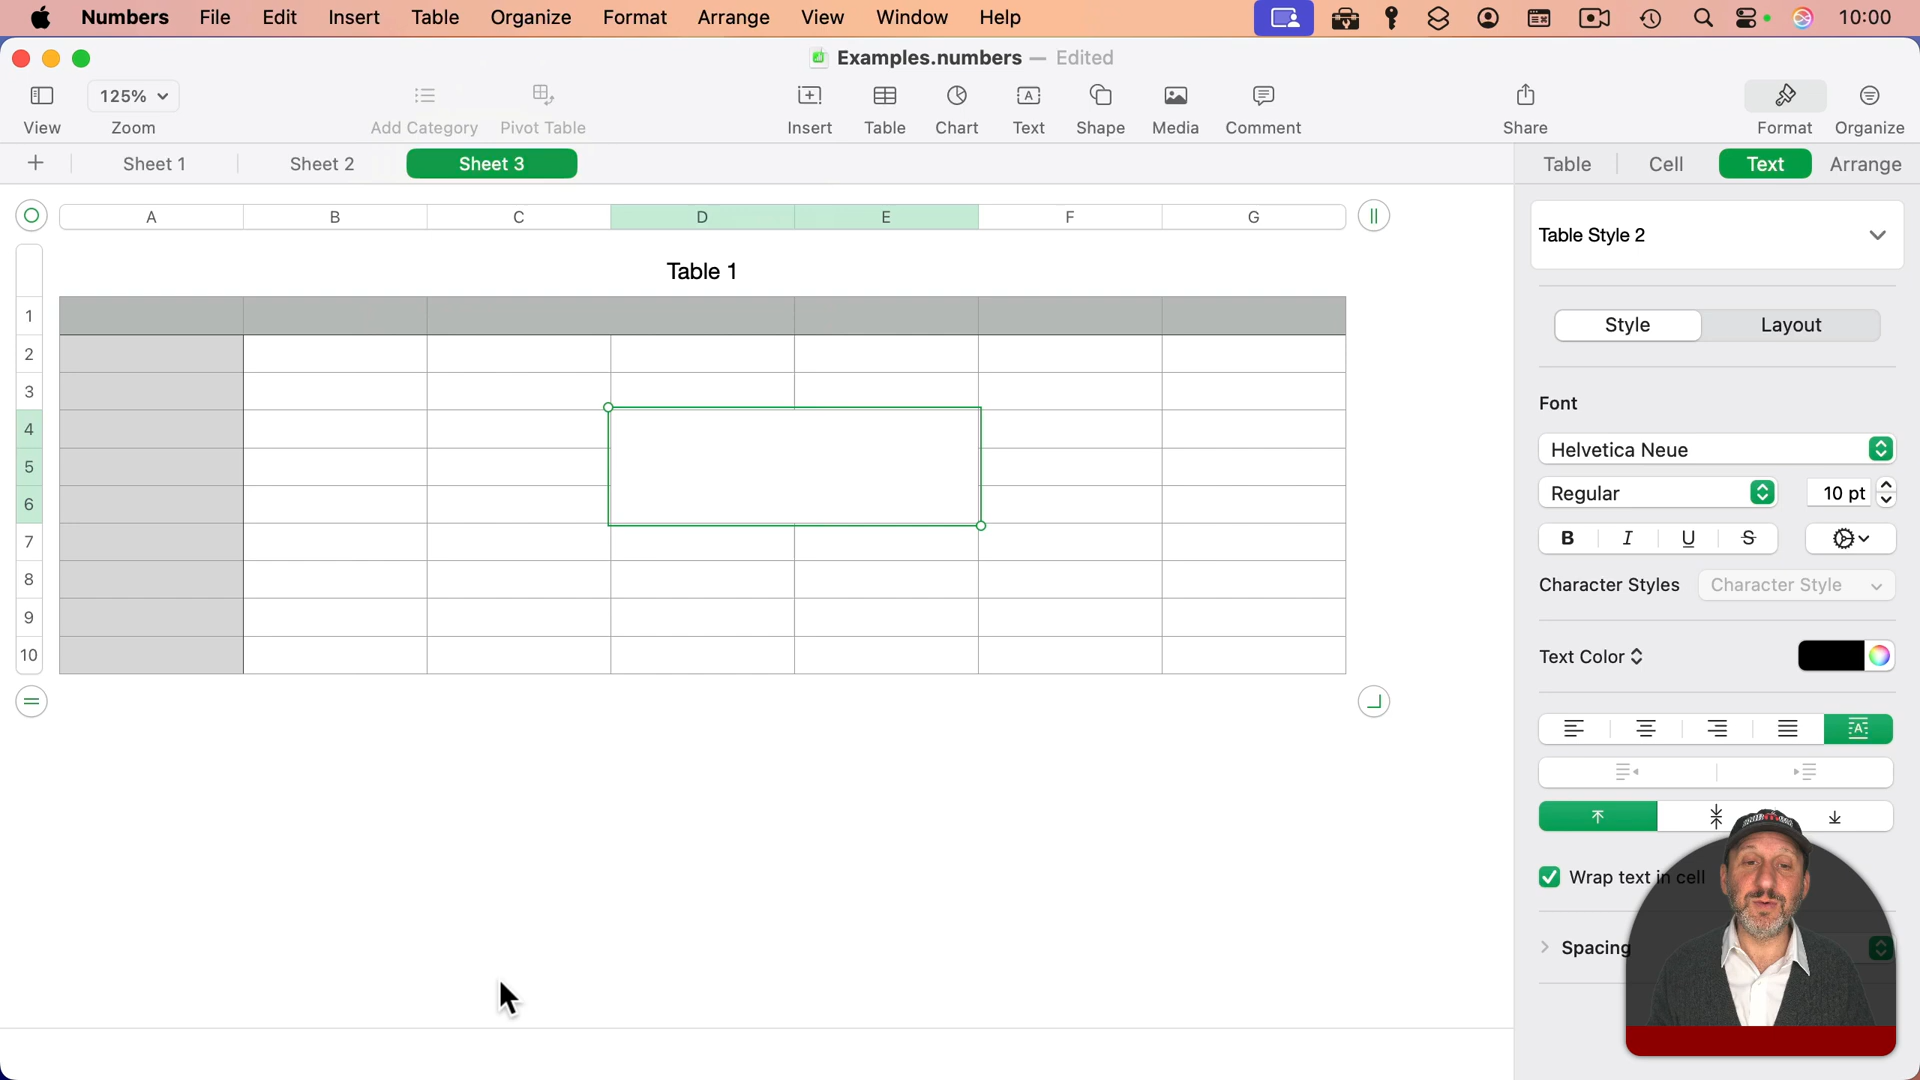 Numbers File Edit Insert Table Organize Format Arrange View Window Help 10:00
Examples.numbers — Edited
125%
View Zoom Add Category Pivot Table Insert Table Chart Text Shape Media Comment Share Format Organize
Sheet 1 Sheet 2 Sheet 3 Table Cell Text Arrange
A B C D E F G
Table Style 2
Table 1
1
2
3
4
5
6
7
8
9
10
Style Layout
Font
Helvetica Neue
Regular 10 pt
B I U S
Character Styles Character Style
Text Color
Wrap text in cell
Spacing